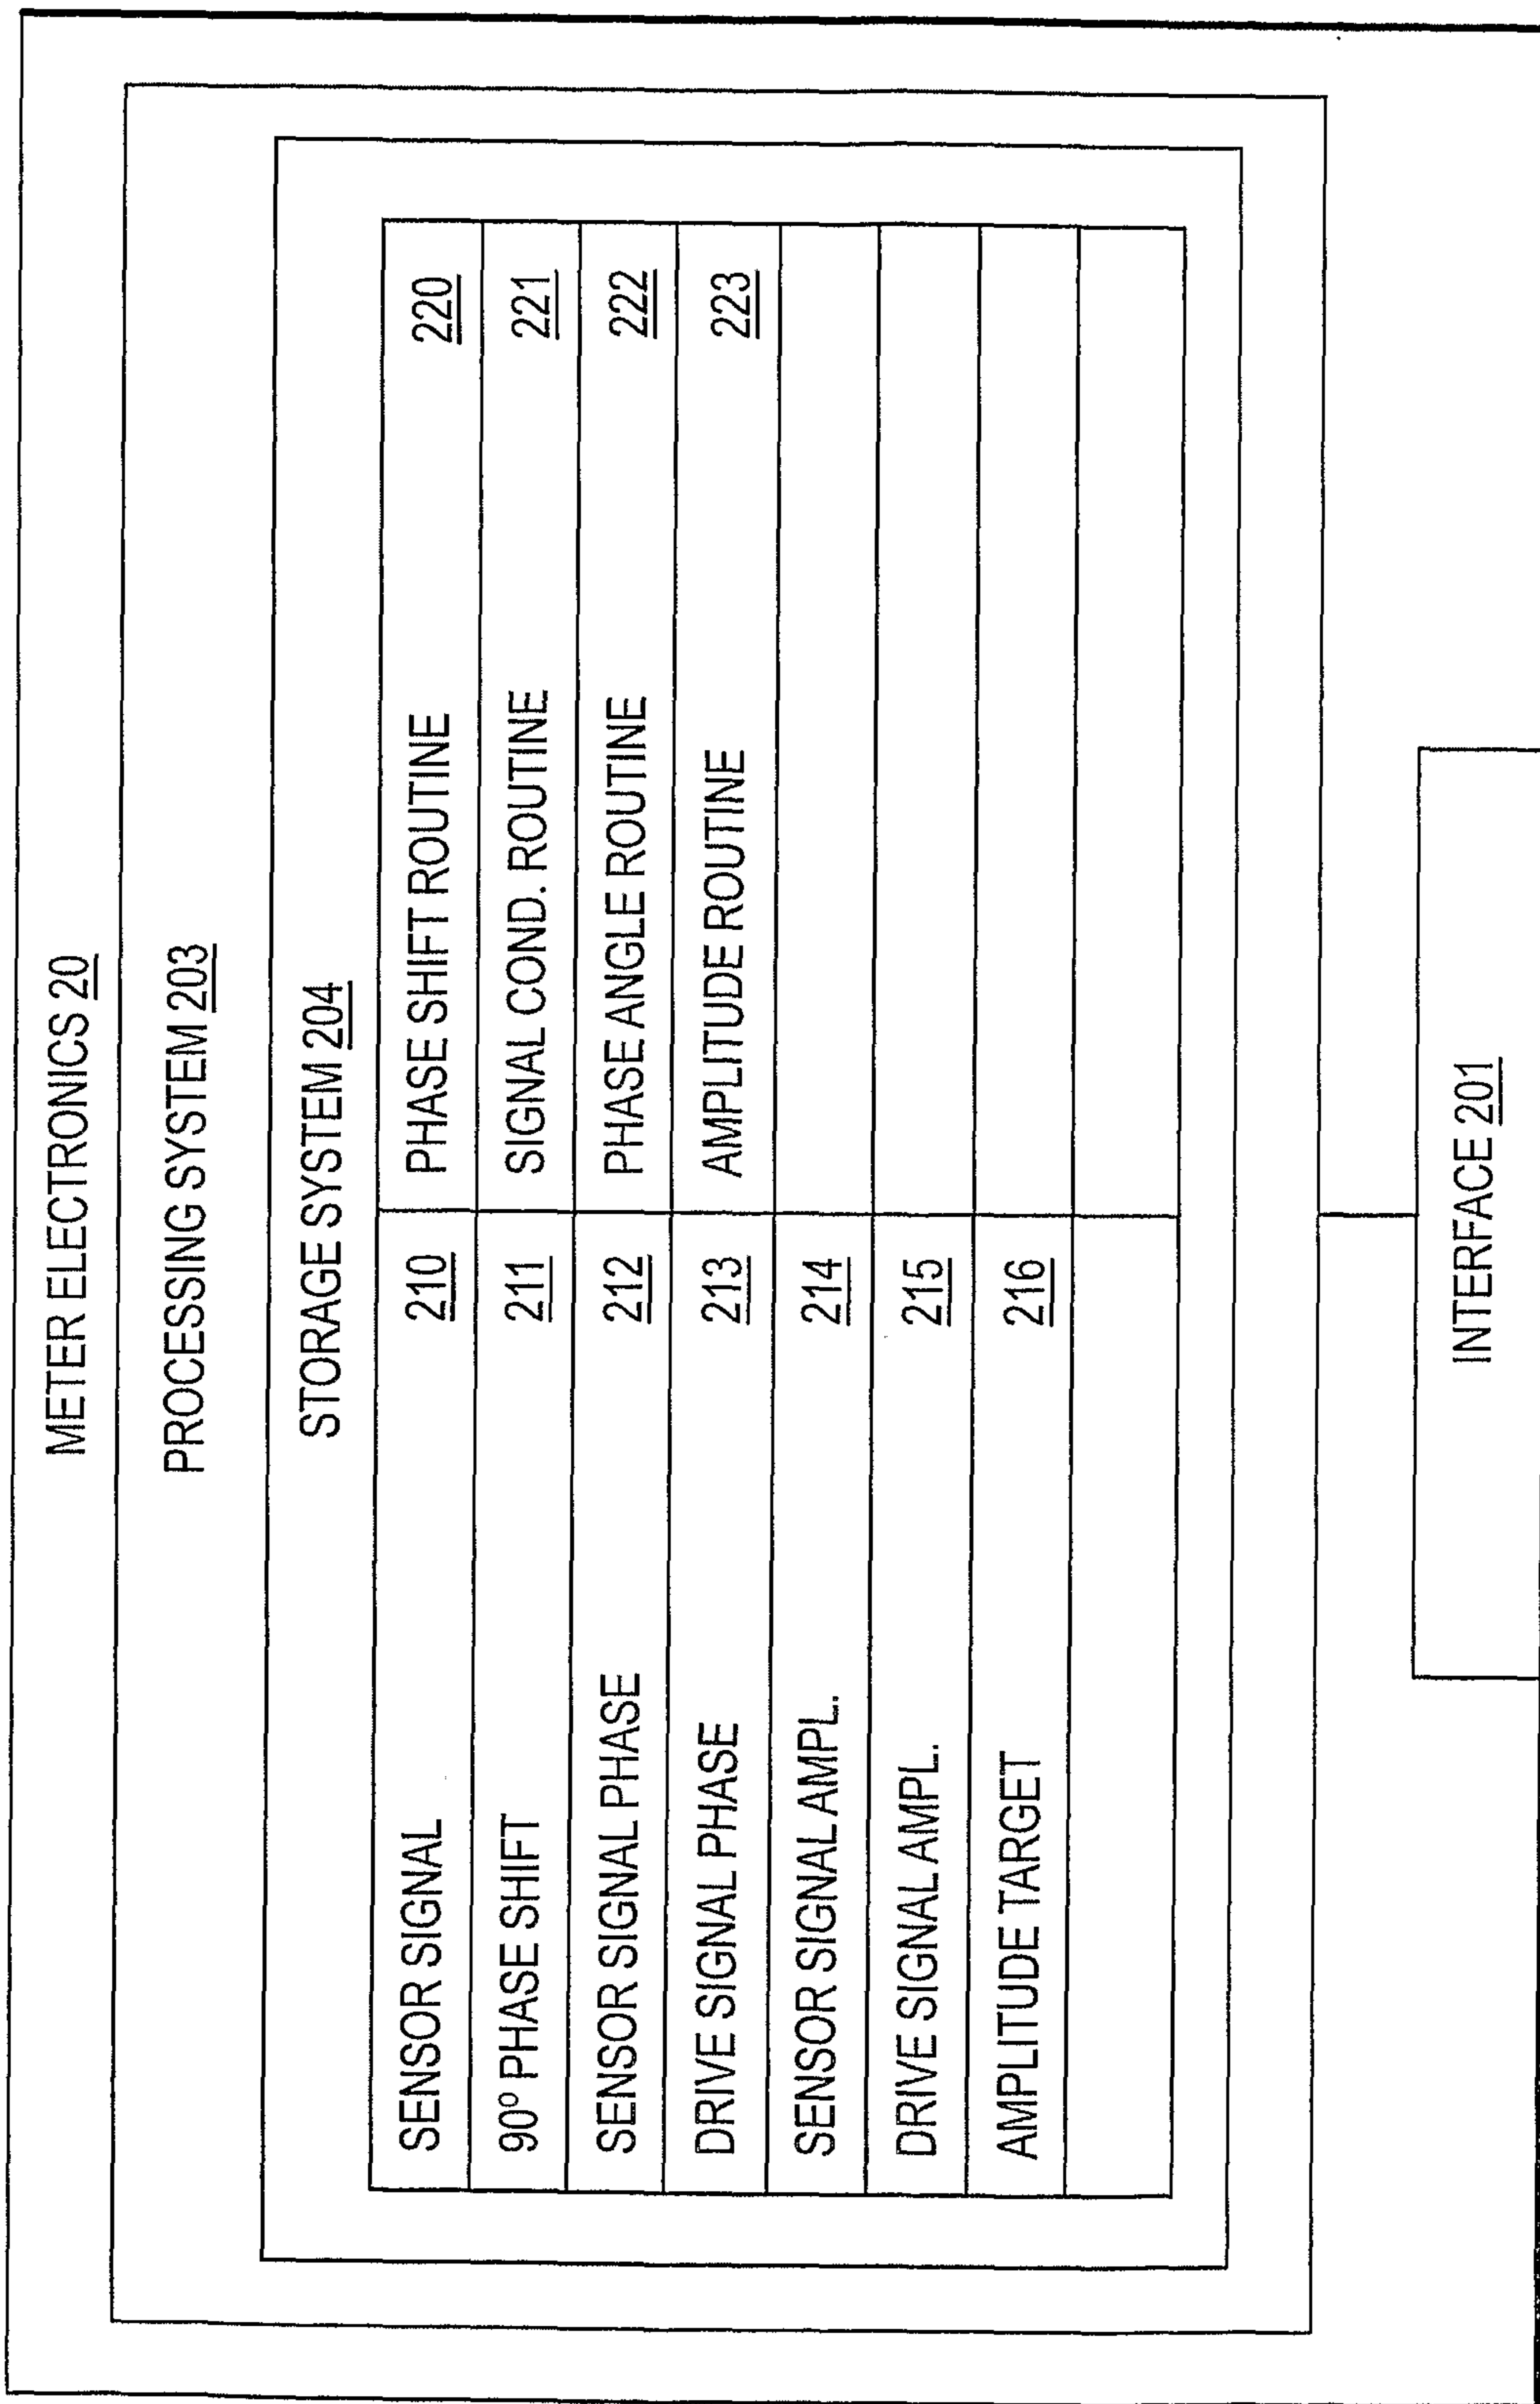 METER ELECTRONICS 20
PROCESSING SYSTEM 203
STORAGE SYSTEM 204
SENSOR SIGNAL 210
PHASE SHIFT ROUTINE 220
90º PHASE SHIFT 211
SIGNAL COND. ROUTINE 221
SENSOR SIGNAL PHASE 212
PHASE ANGLE ROUTINE 222
DRIVE SIGNAL PHASE 213
AMPLITUDE ROUTINE 223
SENSOR SIGNAL AMPL. 214
DRIVE SIGNAL AMPL. 215
AMPLITUDE TARGET 216
INTERFACE 201